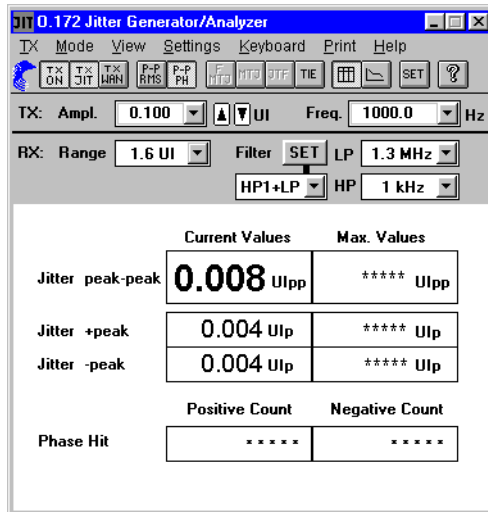 JIT 0.172 Jitter Generator/Analyzer
TX Mode View Settings Keyboard Print Help
TX ON TX JIT TX WAN P-P RMS P-P PH F MTJ MTJ JTF TIE SET ?
TX: Ampl. 0.100 UI Freq. 1000.0 Hz
RX: Range 1.6 UI Filter SET LP 1.3 MHz
HP1+LP HP 1 kHz
Current Values Max. Values
Jitter peak-peak 0.008 UIpp ***** UIpp
Jitter +peak 0.004 UIp ***** UIp
Jitter -peak 0.004 UIp ***** UIp
Positive Count Negative Count
Phase Hit ***** *****